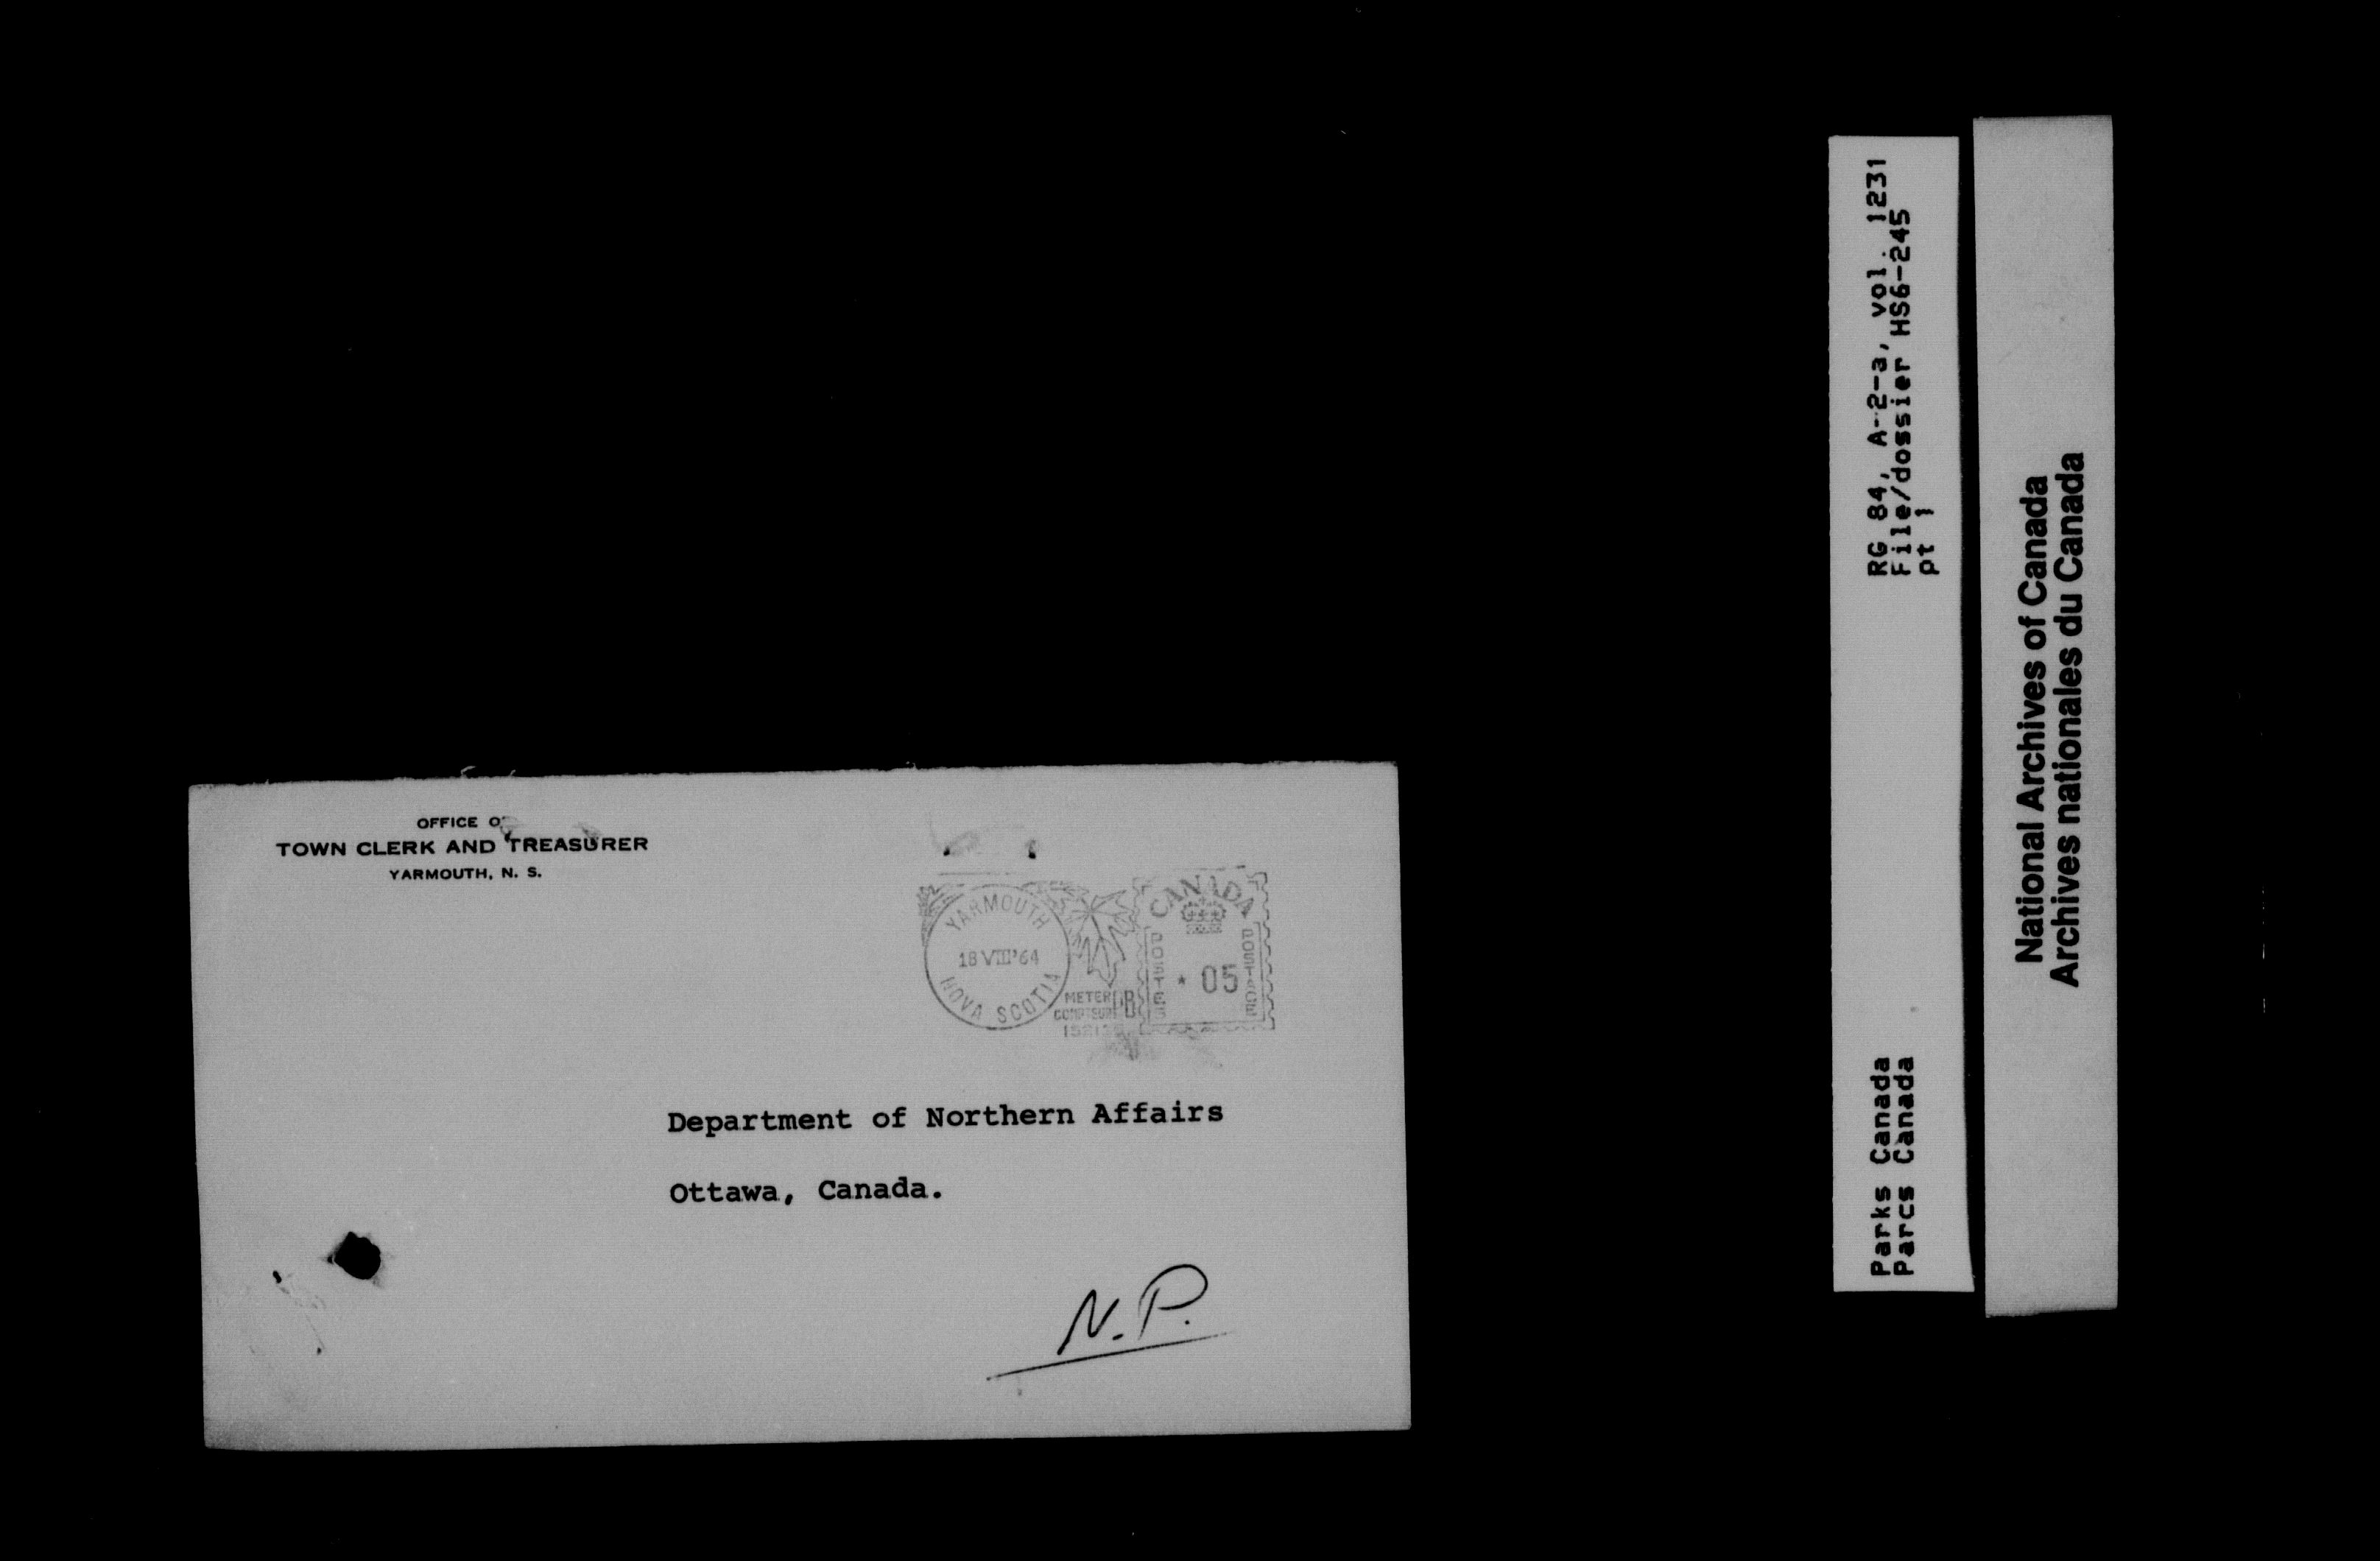 OFFICE O
TOWN CLERK AND TREASURER
YARMOUTH, N. S.
YARMOUTH
18 VIII '64
NOVA SCOTIA
METER
COMPTEUR
CANADA
POSTES
* 05
POSTAGE
Department of Northern Affairs
Ottawa, Canada.
N.P.
RG 84, A-2-a, vol. 1231
File/dossier HS6-245
pt 1
Parks Canada
Parcs Canada
National Archives of Canada
Archives nationales du Canada